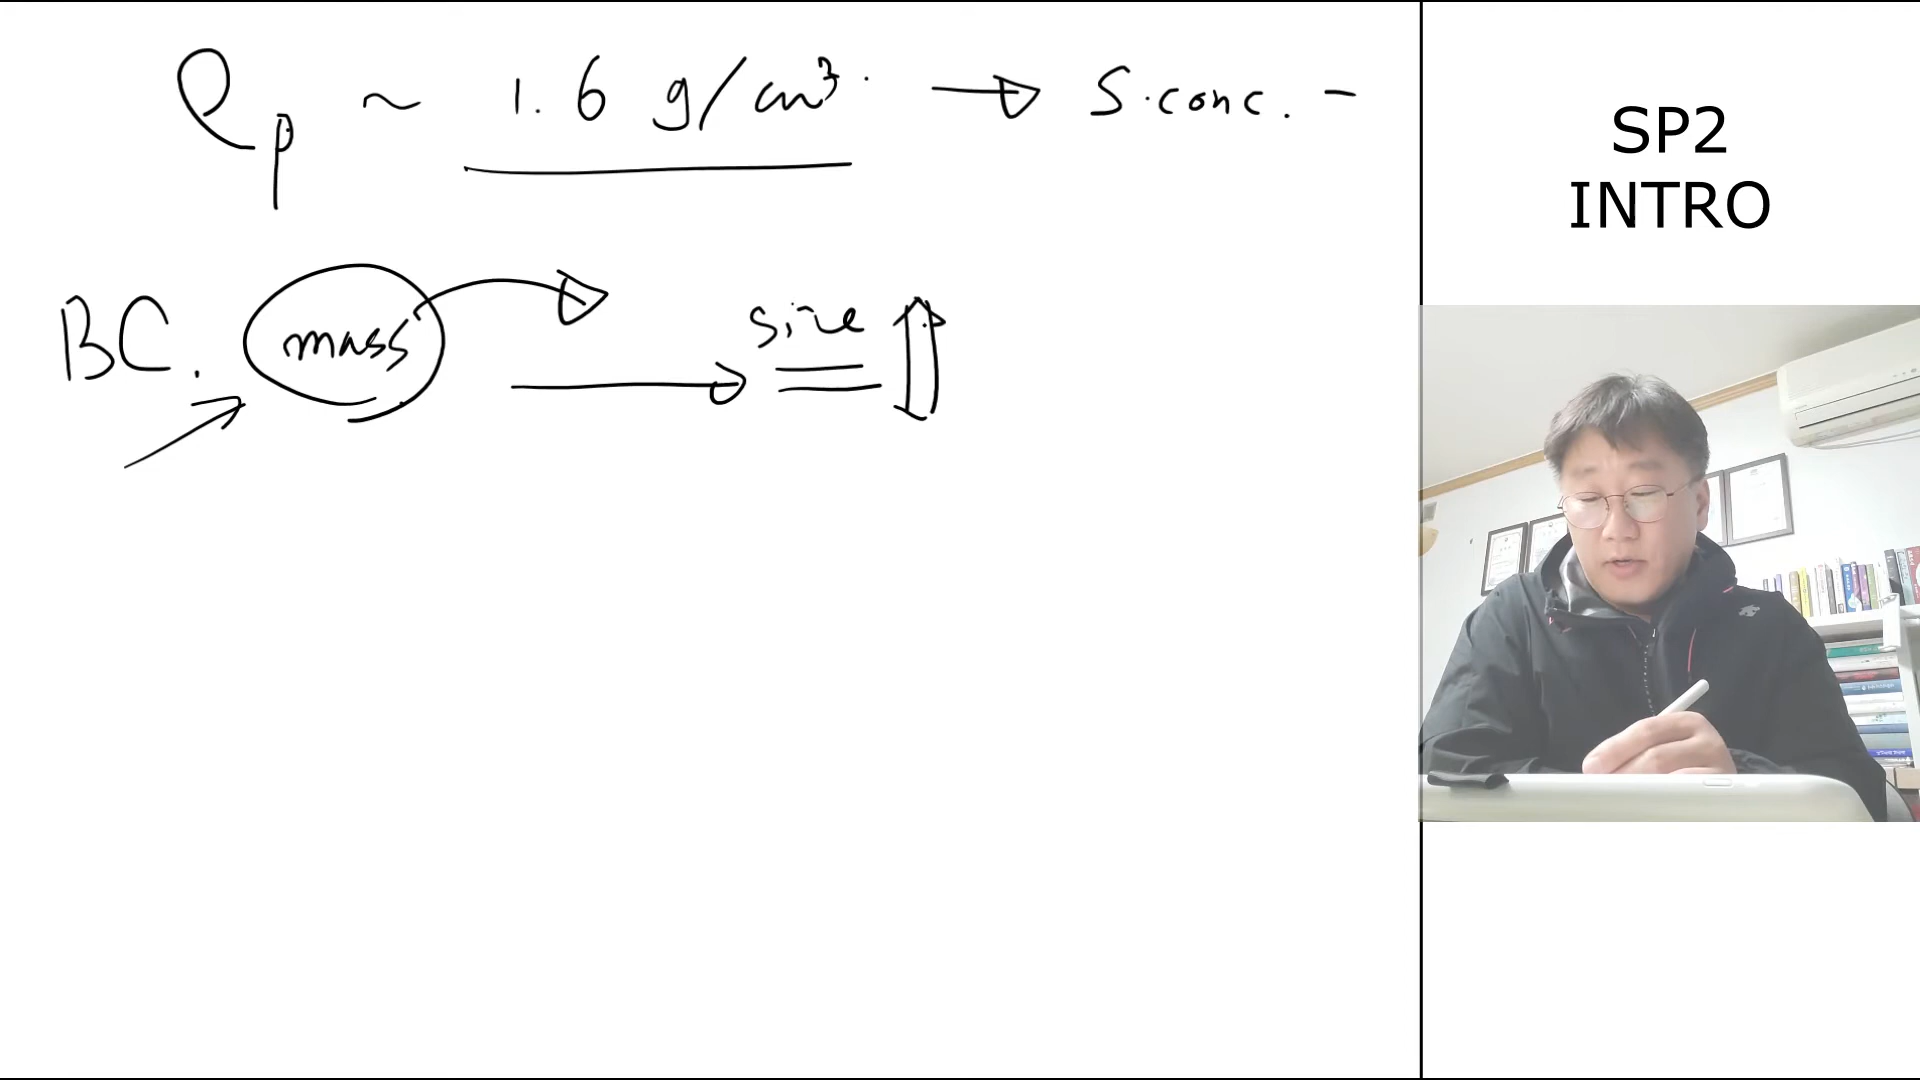 ρp ~ 1.6 g/cm³. → S.conc. -
BC. mass → size ⇑
SP2
INTRO